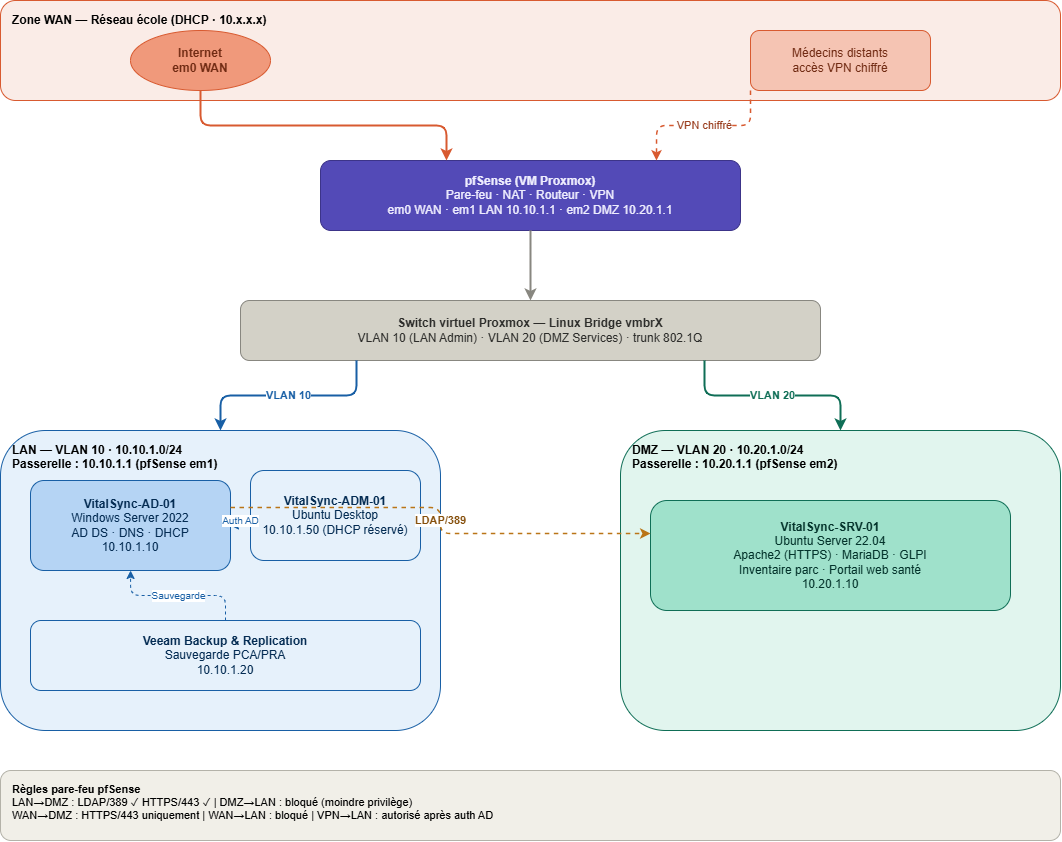 Zone WAN — Réseau école (DHCP · 10.x.x.x)
Internet
em0 WAN
Médecins distants
accès VPN chiffré
VPN chiffré
pfSense (VM Proxmox)
Pare-feu · NAT · Routeur · VPN
em0 WAN · em1 LAN 10.10.1.1 · em2 DMZ 10.20.1.1
Switch virtuel Proxmox — Linux Bridge vmbrX
VLAN 10 (LAN Admin) · VLAN 20 (DMZ Services) · trunk 802.1Q
VLAN 10
VLAN 20
LAN — VLAN 10 · 10.10.1.0/24
Passerelle : 10.10.1.1 (pfSense em1)
VitalSync-AD-01
Windows Server 2022
AD DS · DNS · DHCP
10.10.1.10
Auth AD
VitalSync-ADM-01
Ubuntu Desktop
10.10.1.50 (DHCP réservé)
LDAP/389
Sauvegarde
Veeam Backup & Replication
Sauvegarde PCA/PRA
10.10.1.20
DMZ — VLAN 20 · 10.20.1.0/24
Passerelle : 10.20.1.1 (pfSense em2)
VitalSync-SRV-01
Ubuntu Server 22.04
Apache2 (HTTPS) · MariaDB · GLPI
Inventaire parc · Portail web santé
10.20.1.10
Règles pare-feu pfSense
LAN→DMZ : LDAP/389 ✓ HTTPS/443 ✓ | DMZ→LAN : bloqué (moindre privilège)
WAN→DMZ : HTTPS/443 uniquement | WAN→LAN : bloqué | VPN→LAN : autorisé après auth AD